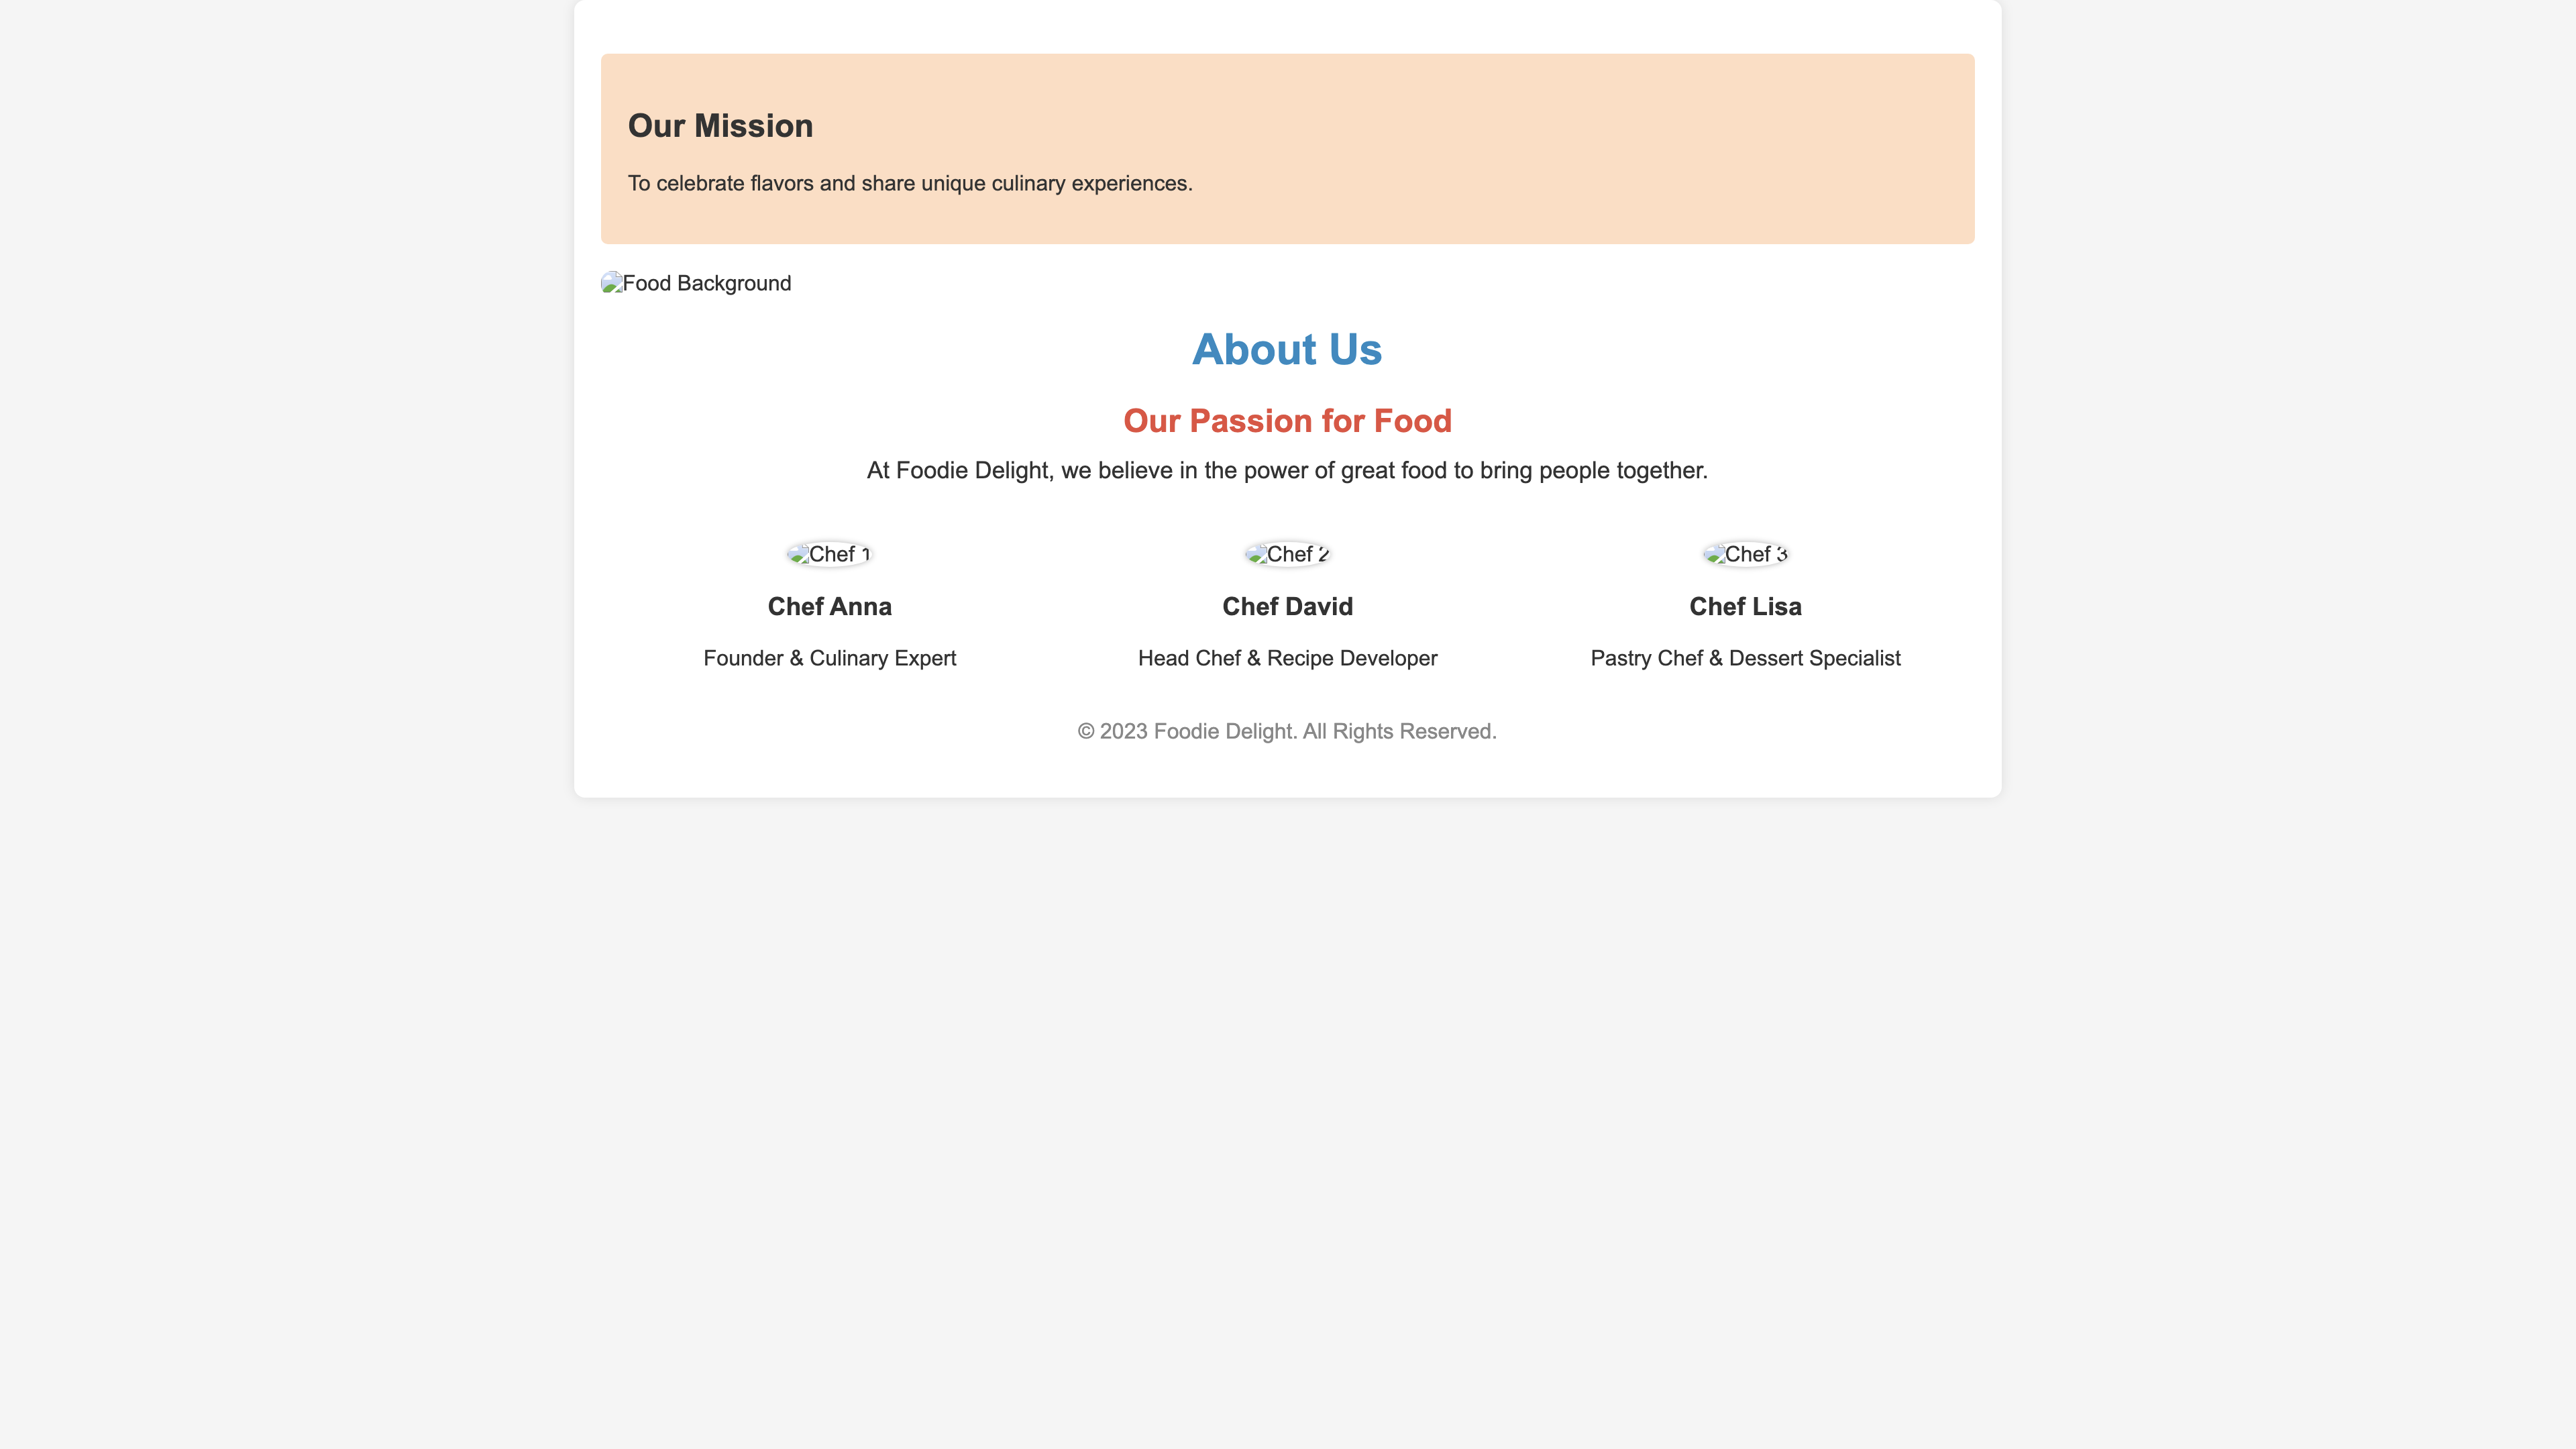 Our Mission
To celebrate flavors and share unique culinary experiences.
Food Background
About Us
Our Passion for Food
At Foodie Delight, we believe in the power of great food to bring people together.
Chef 1
Chef 2
Chef 3
Chef Anna
Chef David
Chef Lisa
Founder & Culinary Expert
Head Chef & Recipe Developer
Pastry Chef & Dessert Specialist
© 2023 Foodie Delight. All Rights Reserved.